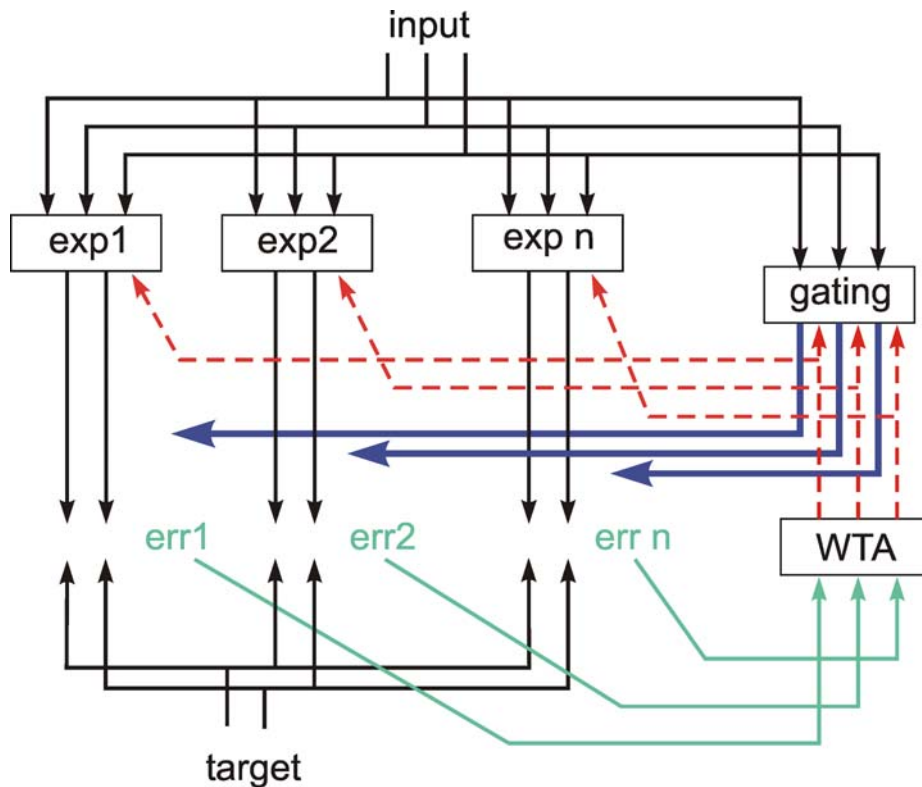 input
exp1
exp2
exp n
gating
err1
err2
err n
WTA
target